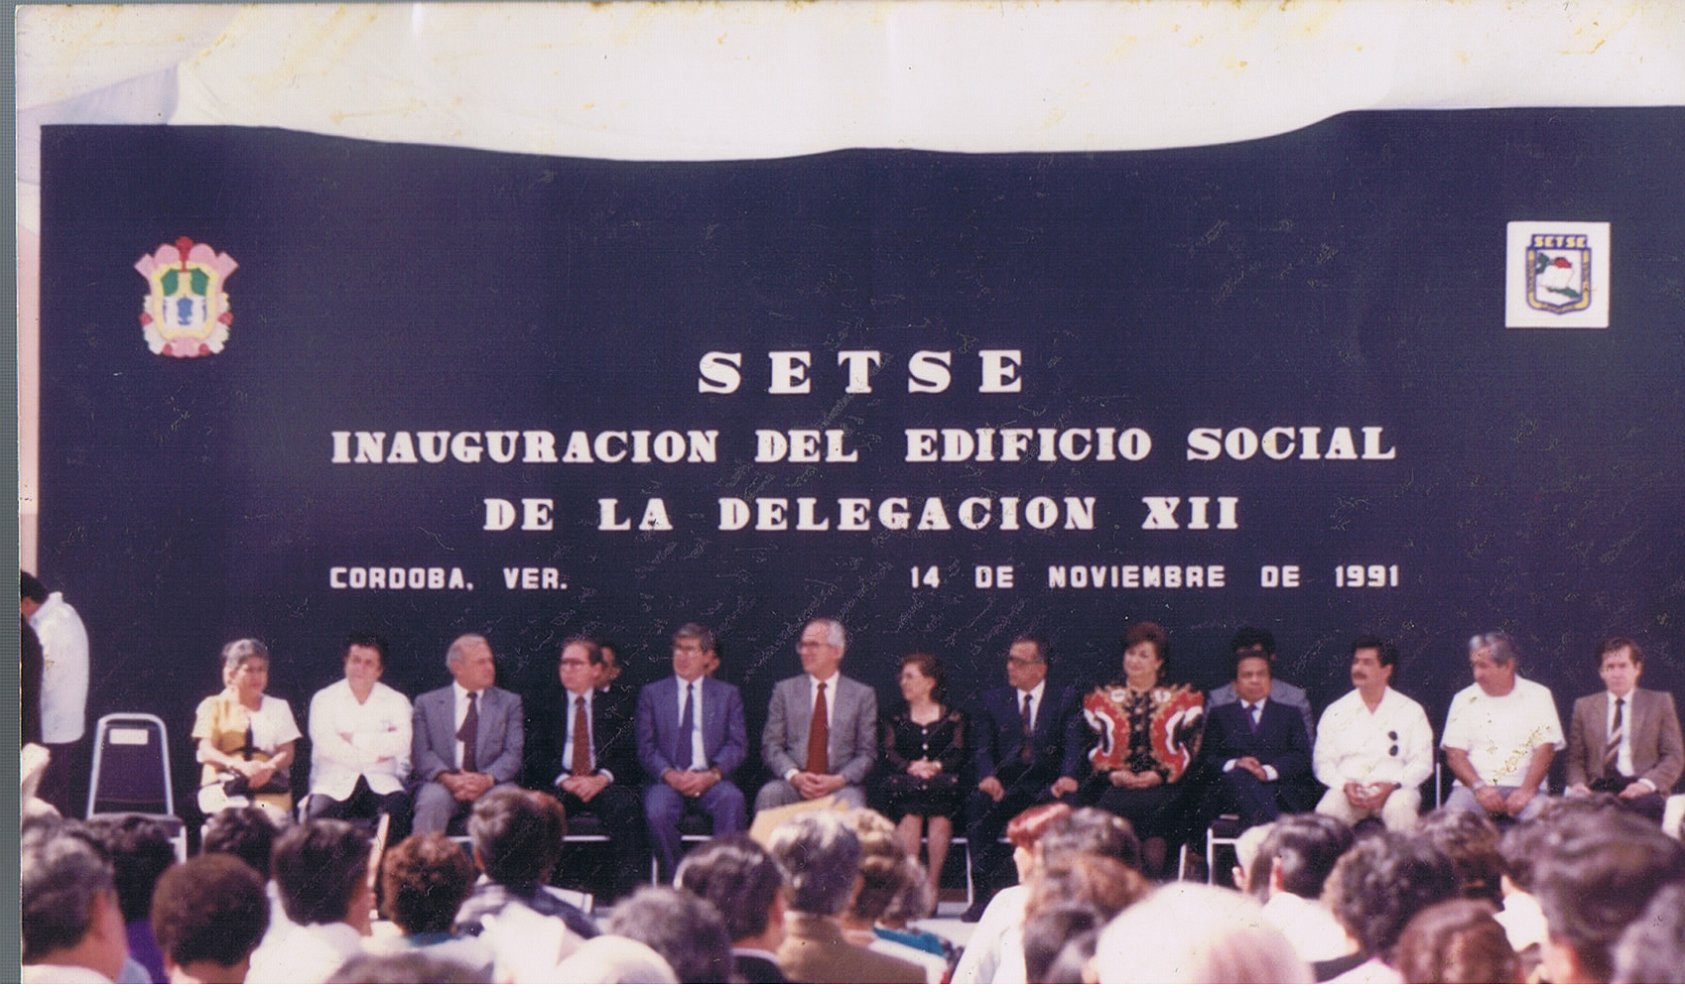 SETSE
SETSE
INAUGURACION DEL EDIFICIO SOCIAL
DE LA DELEGACION XII
CORDOBA, VER. 14 DE NOVIEMBRE DE 1991